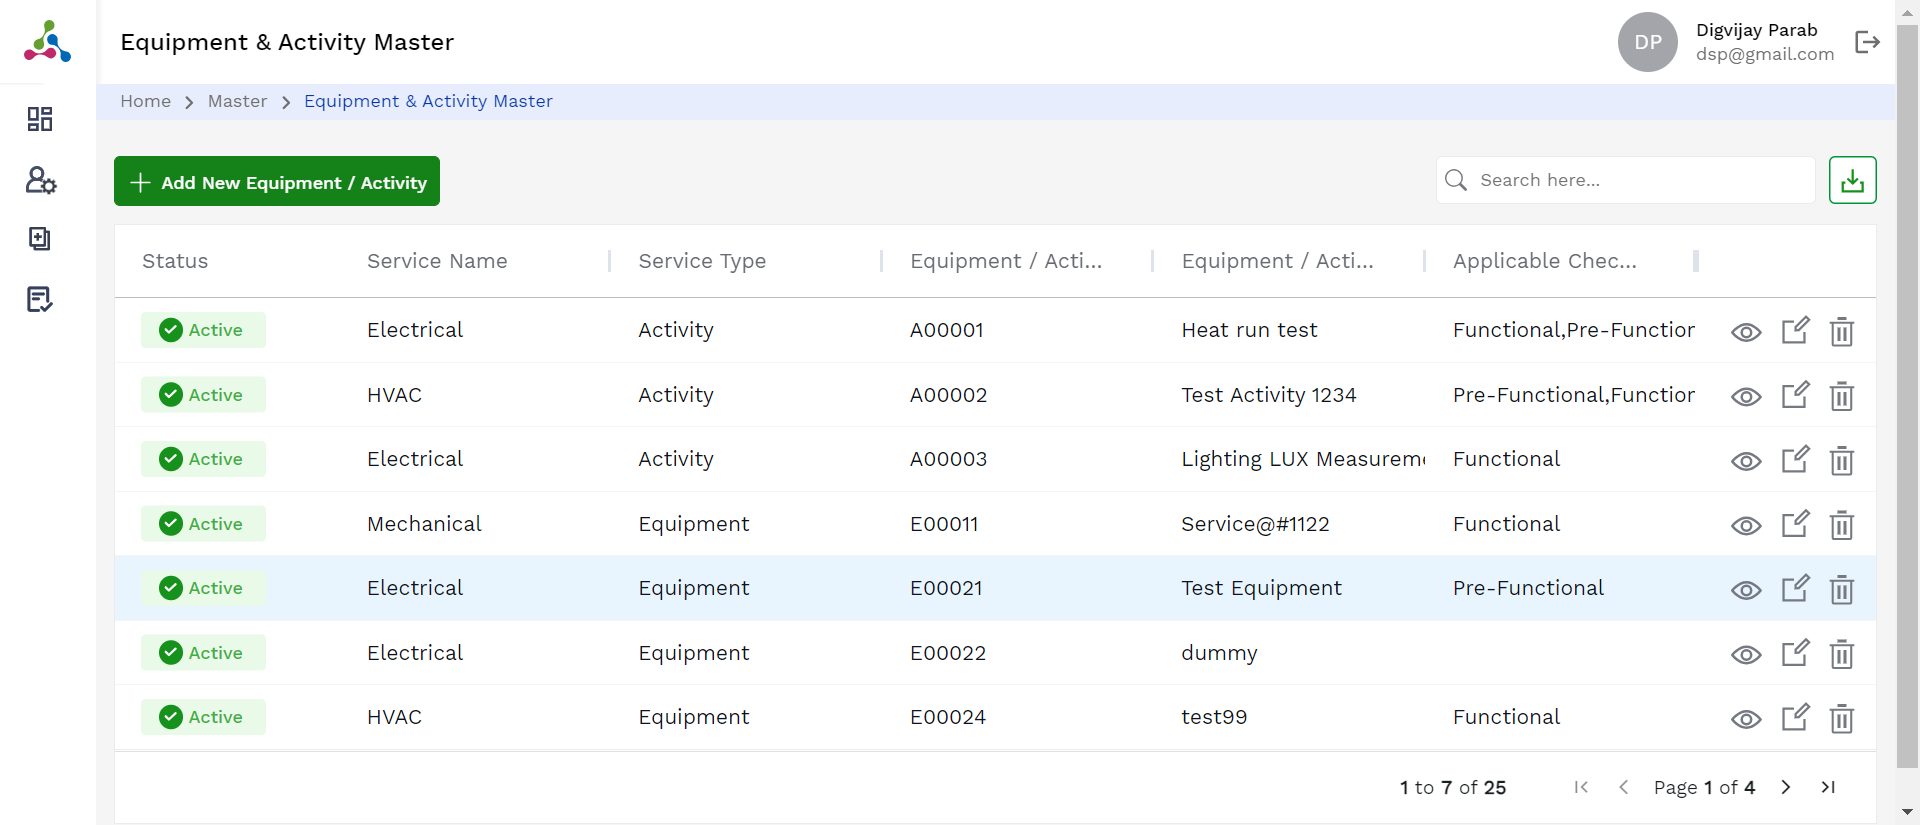 Equipment & Activity Master
DP
Digvijay Parab
dsp@gmail.com
Home > Master > Equipment & Activity Master
Add New Equipment / Activity
Search here...
Status Service Name Service Type Equipment / Acti... Equipment / Acti... Applicable Chec...
Active Electrical Activity A00001 Heat run test Functional,Pre-Function
Active HVAC Activity A00002 Test Activity 1234 Pre-Functional,Function
Active Electrical Activity A00003 Lighting LUX Measureme Functional
Active Mechanical Equipment E00011 Service@#1122 Functional
Active Electrical Equipment E00021 Test Equipment Pre-Functional
Active Electrical Equipment E00022 dummy
Active HVAC Equipment E00024 test99 Functional
1 to 7 of 25 Page 1 of 4